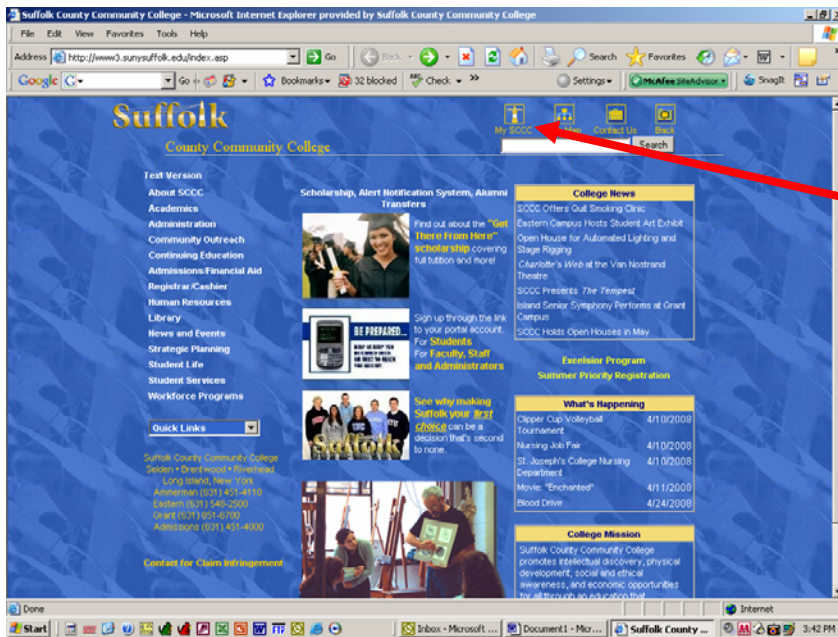 Suffolk County Community College - Microsoft Internet Explorer provided by Suffolk County Community College
File Edit View Favorites Tools Help
Address http://www3.sunysuffolk.edu/index.asp Go Back Search Favorites
Google G Go Bookmarks 32 blocked Check Settings McAfee SiteAdvisor SnagIt
Suffolk
County Community College
My SCCC Map Contact Us Back
Search
Text Version
About SCCC
Academics
Administration
Community Outreach
Continuing Education
Admissions/Financial Aid
Registrar/Cashier
Human Resources
Library
News and Events
Strategic Planning
Student Life
Student Services
Workforce Programs
Quick Links
Suffolk County Community College
Selden • Brentwood • Riverhead
Long Island, New York
Ammerman (631) 451-4110
Eastern (631) 548-2500
Grant (631) 851-6700
Admissions (631) 451-4000
Contact for Claim Infringement
Scholarship, Alert Notification System, Alumni
Transfers
Find out about the "Get
There From Here"
scholarship covering
full tuition and more!
BE PREPARED...
Sign up through the link
to your portal account.
For Students
For Faculty, Staff
and Administrators
See why making
Suffolk your first
choice can be a
decision that's second
to none.
Suffolk
College News
SCCC Offers Quit Smoking Clinic
Eastern Campus Hosts Student Art Exhibit
Open House for Automated Lighting and
Stage Rigging
Charlotte's Web at the Van Nostrand
Theatre
SCCC Presents The Tempest
Island Senior Symphony Performs at Grant
Campus
SCCC Holds Open Houses in May
Excelsior Program
Summer Priority Registration
What's Happening
Clipper Cup Volleyball 4/10/2008
Tournament
Nursing Job Fair 4/10/2008
St. Joseph's College Nursing 4/10/2008
Department
Movie: "Enchanted" 4/11/2008
Blood Drive 4/24/2008
College Mission
Suffolk County Community College
promotes intellectual discovery, physical
development, social and ethical
awareness, and economic opportunities
for all through an education that
Done Internet
Start Inbox - Microsoft ... Document1 - Micr... Suffolk County ... 3:42 PM